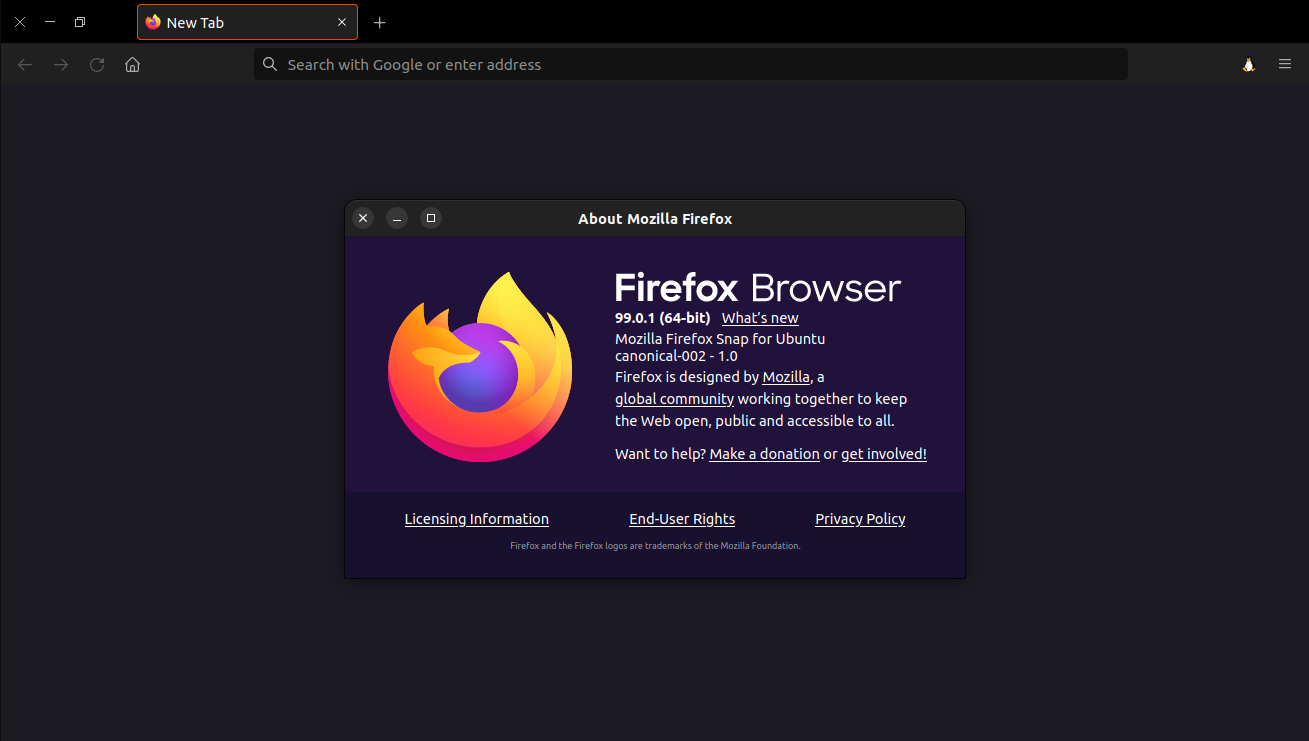 New Tab
Search with Google or enter address
About Mozilla Firefox
Firefox Browser
99.0.1 (64-bit) What's new
Mozilla Firefox Snap for Ubuntu
canonical-002 - 1.0
Firefox is designed by Mozilla, a
global community working together to keep
the Web open, public and accessible to all.
Want to help? Make a donation or get involved!
Licensing Information End-User Rights Privacy Policy
Firefox and the Firefox logos are trademarks of the Mozilla Foundation.